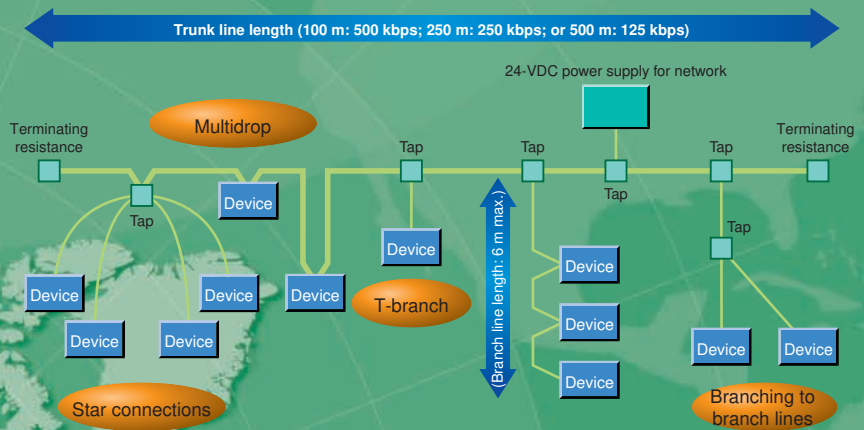 Trunk line length (100 m: 500 kbps; 250 m: 250 kbps; or 500 m: 125 kbps)
24-VDC power supply for network
Terminating
resistance
Multidrop
Tap
Tap
Tap
Tap
Terminating
resistance
Tap
Device
Tap
Device
(Branch line length: 6 m max.)
Device
Device
Device
Device
T-branch
Device
Device
Device
Device
Device
Device
Device
Star connections
Branching to
branch lines